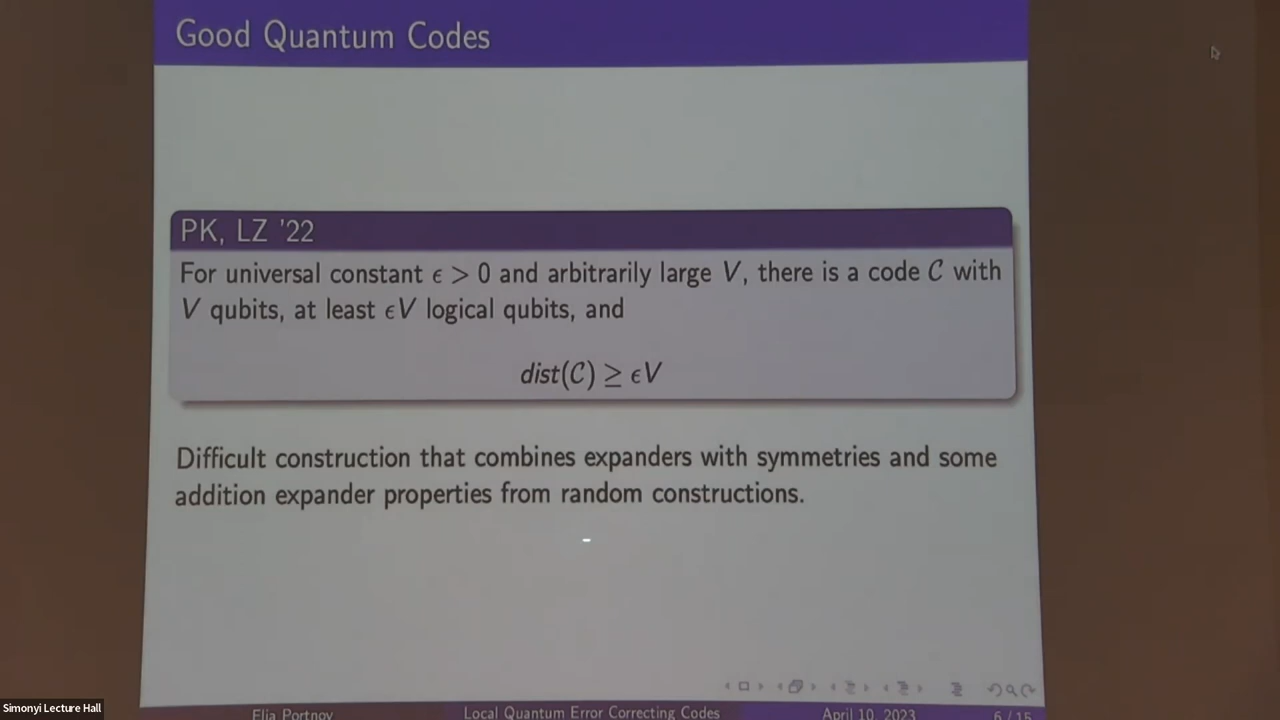 Good Quantum Codes
PK, LZ '22
For universal constant ϵ > 0 and arbitrarily large V, there is a code C with
V qubits, at least ϵV logical qubits, and
dist(C) ≥ ϵV
Difficult construction that combines expanders with symmetries and some
addition expander properties from random constructions.
Simonyi Lecture Hall
Elia Portnoy
Local Quantum Error Correcting Codes
April 10, 2023
6 / 15